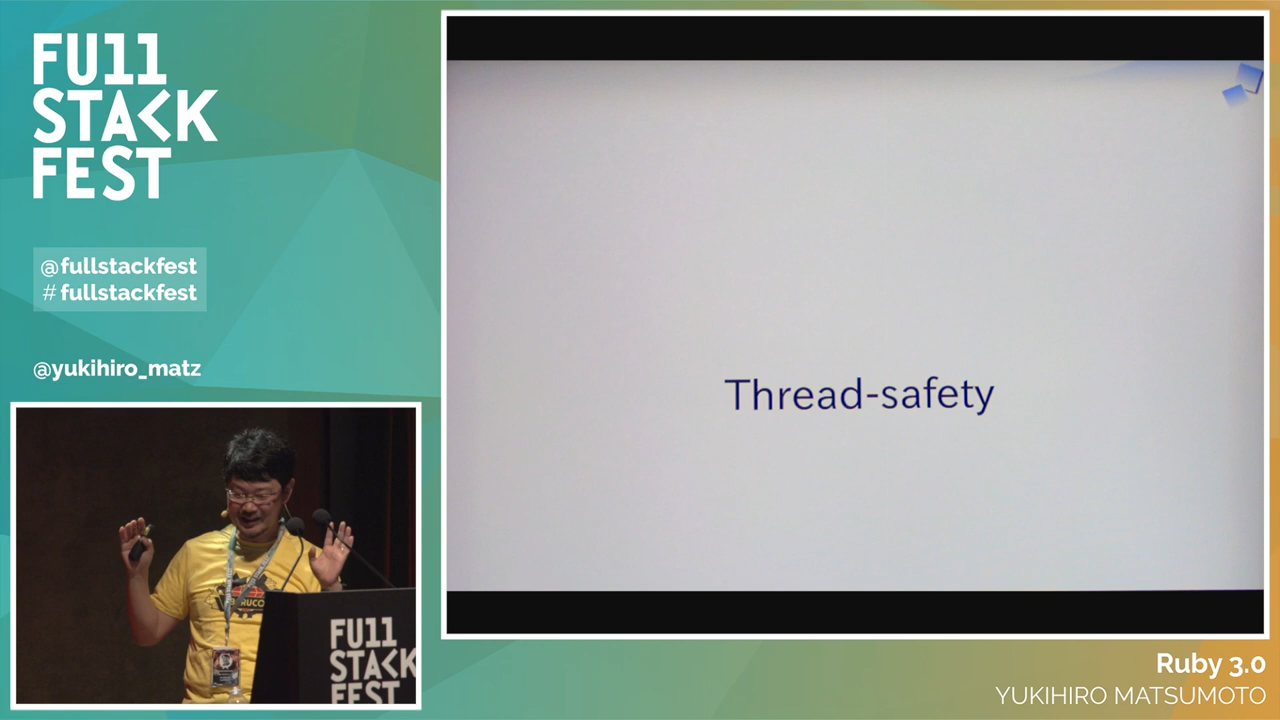 FU11
STACK
FEST
@fullstackfest
# fullstackfest
@yukihiro_matz
Thread-safety
FU11
STACK
FEST
Ruby 3.0
YUKIHIRO MATSUMOTO